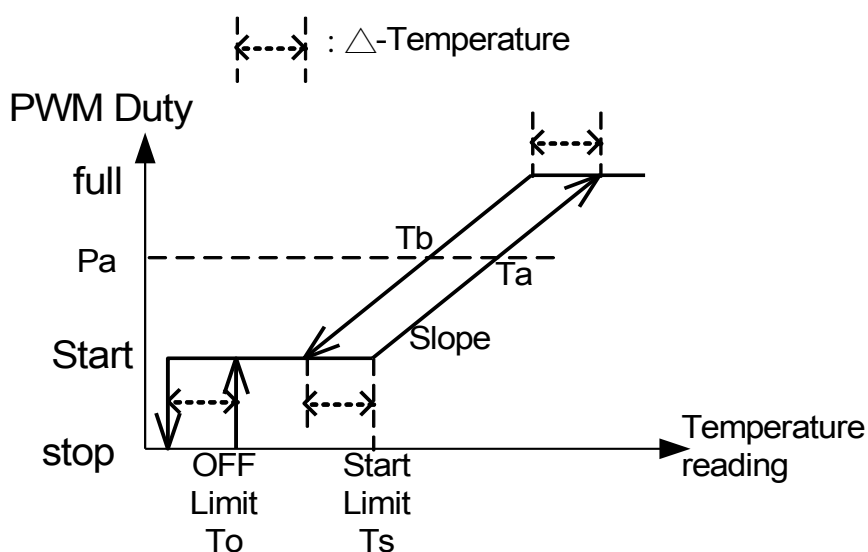 : △-Temperature
PWM Duty
full
Pa
Tb
Ta
Start
Slope
stop
Temperature
reading
OFF
Limit
To
Start
Limit
Ts